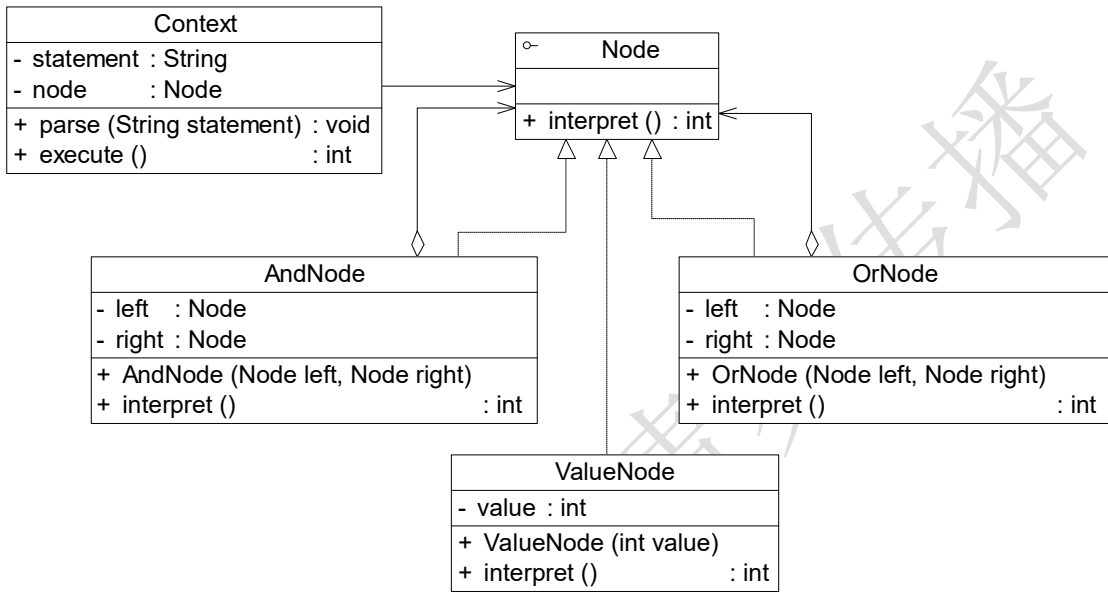 Context
- statement : String
- node : Node
+ parse (String statement) : void
+ execute () : int
Node
+ interpret () : int
AndNode
- left : Node
- right : Node
+ AndNode (Node left, Node right)
+ interpret () : int
OrNode
- left : Node
- right : Node
+ OrNode (Node left, Node right)
+ interpret () : int
ValueNode
- value : int
+ ValueNode (int value)
+ interpret () : int
传播